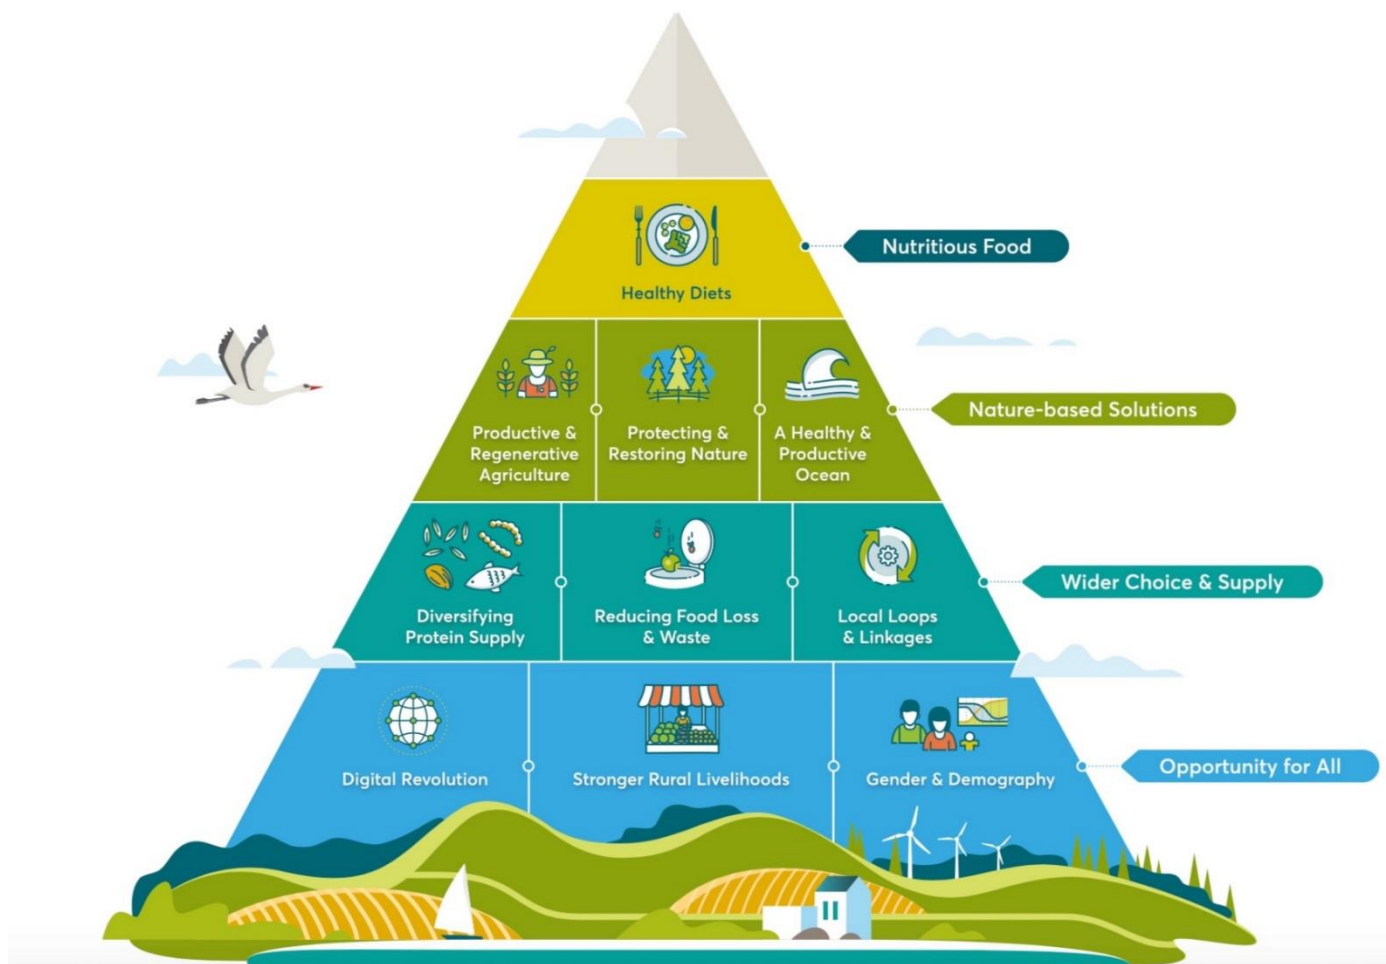 Healthy Diets
Nutritious Food
Productive &
Regenerative
Agriculture
Protecting &
Restoring Nature
A Healthy &
Productive
Ocean
Nature-based Solutions
Diversifying
Protein Supply
Reducing Food Loss
& Waste
Local Loops
& Linkages
Wider Choice & Supply
Digital Revolution
Stronger Rural Livelihoods
Gender & Demography
Opportunity for All